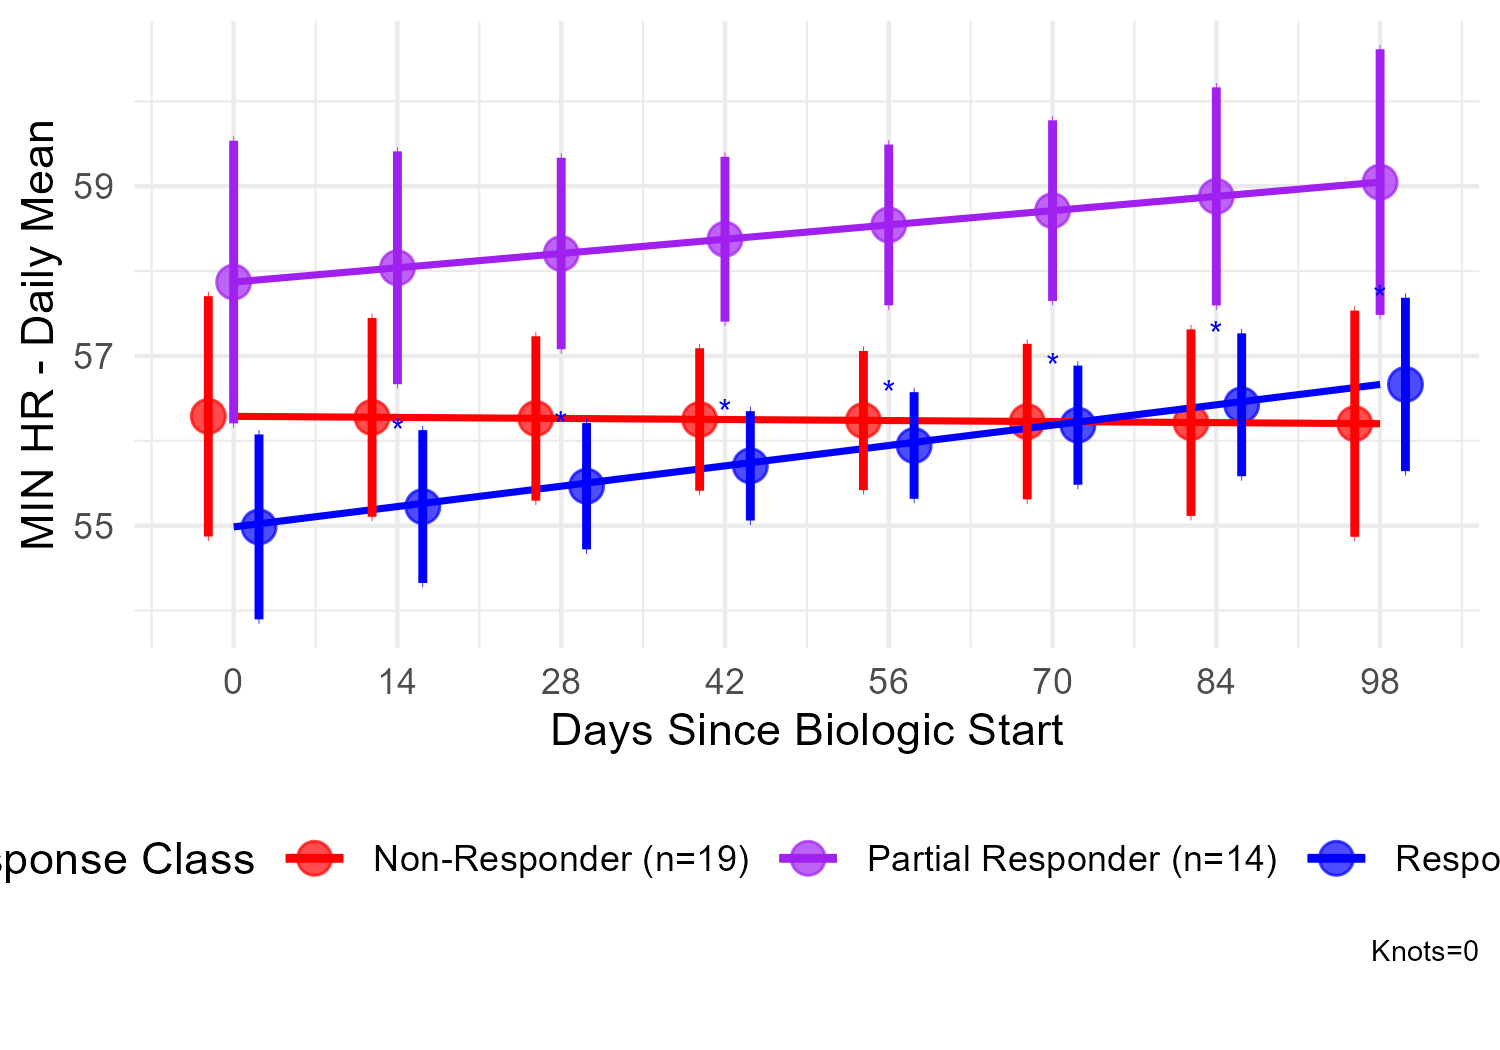 MIN HR - Daily Mean
59
57
55
*
*
*
*
*
*
*
0 14 28 42 56 70 84 98
Days Since Biologic Start
sponse Class Non-Responder (n=19) Partial Responder (n=14) Respo
Knots=0